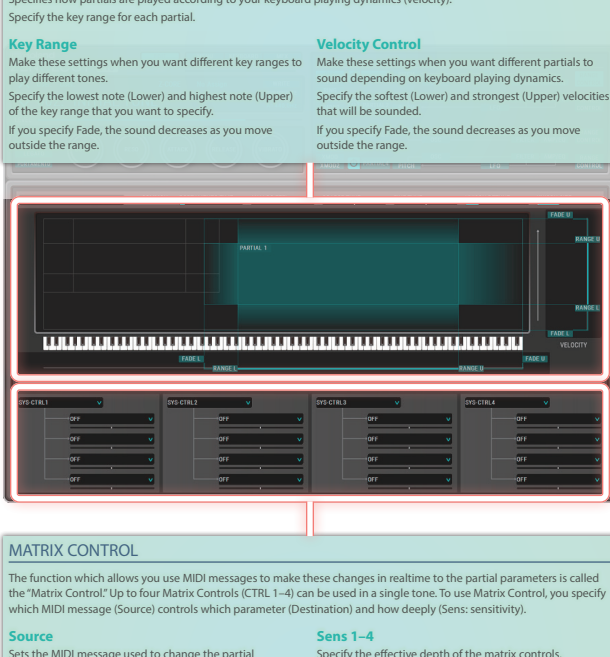 Specifies how partials are played according to your keyboard playing dynamics (velocity).
Specify the key range for each partial.
Key Range
Make these settings when you want different key ranges to
play different tones.
Specify the lowest note (Lower) and highest note (Upper)
of the key range that you want to specify.
If you specify Fade, the sound decreases as you move
outside the range.
Velocity Control
Make these settings when you want different partials to
sound depending on keyboard playing dynamics.
Specify the softest (Lower) and strongest (Upper) velocities
that will be sounded.
If you specify Fade, the sound decreases as you move
outside the range.
PITCH
LFO
CONTROL
FADE U
RANGE U
PARTIAL 1
RANGE L
FADE L
VELOCITY
FADE L
FADE U
RANGE L
RANGE U
SYS-CTRL1
OFF
OFF
OFF
OFF
SYS-CTRL2
OFF
OFF
OFF
OFF
SYS-CTRL3
OFF
OFF
OFF
OFF
SYS-CTRL4
OFF
OFF
OFF
OFF
MATRIX CONTROL
The function which allows you use MIDI messages to make these changes in realtime to the partial parameters is called
the “Matrix Control.” Up to four Matrix Controls (CTRL 1–4) can be used in a single tone. To use Matrix Control, you specify
which MIDI message (Source) controls which parameter (Destination) and how deeply (Sens: sensitivity).
Source
Sets the MIDI message used to change the partial
Sens 1–4
Specify the effective depth of the matrix controls.